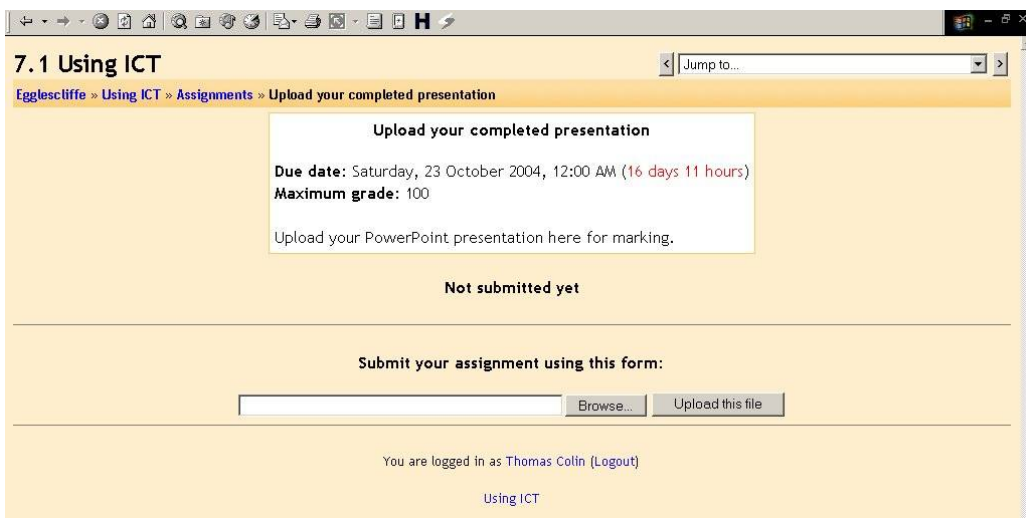 7.1 Using ICT
< Jump to... >
Egglescliffe » Using ICT » Assignments » Upload your completed presentation
Upload your completed presentation
Due date: Saturday, 23 October 2004, 12:00 AM (16 days 11 hours)
Maximum grade: 100
Upload your PowerPoint presentation here for marking.
Not submitted yet
Submit your assignment using this form:
Browse... Upload this file
You are logged in as Thomas Colin (Logout)
Using ICT